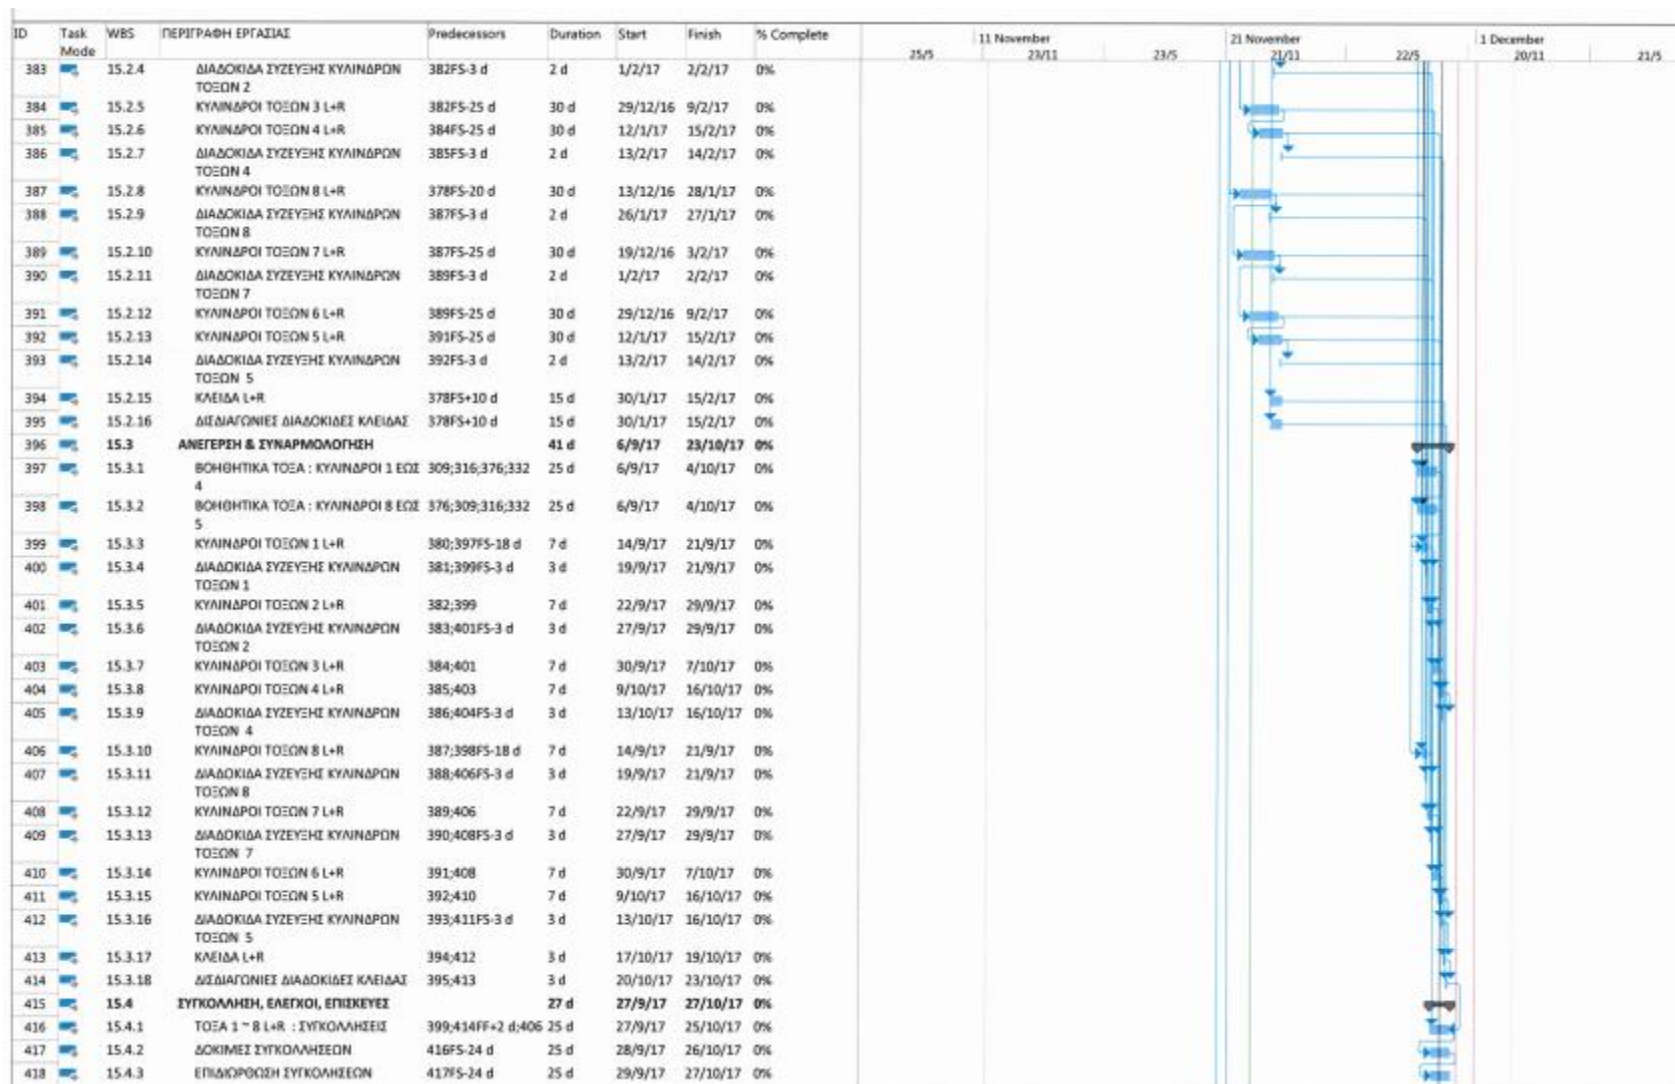 ID Task WBS ΠΕΡΙΓΡΑΦΗ ΕΡΓΑΣΙΑΣ Predecessors Duration Start Finish % Complete 11 November 21 November 1 December
Mode 25/5 23/11 23/5 21/11 22/5 20/11 21/5
383 15.2.4 ΔΙΑΔΟΚΙΔΑ ΣΥΖΕΥΞΗΣ ΚΥΛΙΝΔΡΩΝ 382FS-3 d 2 d 1/2/17 2/2/17 0%
ΤΟΞΩΝ 2
384 15.2.5 ΚΥΛΙΝΔΡΟΙ ΤΟΞΩΝ 3 L+R 382FS-25 d 30 d 29/12/16 9/2/17 0%
385 15.2.6 ΚΥΛΙΝΔΡΟΙ ΤΟΞΩΝ 4 L+R 384FS-25 d 30 d 12/1/17 15/2/17 0%
386 15.2.7 ΔΙΑΔΟΚΙΔΑ ΣΥΖΕΥΞΗΣ ΚΥΛΙΝΔΡΩΝ 385FS-3 d 2 d 13/2/17 14/2/17 0%
ΤΟΞΩΝ 4
387 15.2.8 ΚΥΛΙΝΔΡΟΙ ΤΟΞΩΝ 8 L+R 378FS-20 d 30 d 13/12/16 28/1/17 0%
388 15.2.9 ΔΙΑΔΟΚΙΔΑ ΣΥΖΕΥΞΗΣ ΚΥΛΙΝΔΡΩΝ 387FS-3 d 2 d 26/1/17 27/1/17 0%
ΤΟΞΩΝ 8
389 15.2.10 ΚΥΛΙΝΔΡΟΙ ΤΟΞΩΝ 7 L+R 387FS-25 d 30 d 19/12/16 3/2/17 0%
390 15.2.11 ΔΙΑΔΟΚΙΔΑ ΣΥΖΕΥΞΗΣ ΚΥΛΙΝΔΡΩΝ 389FS-3 d 2 d 1/2/17 2/2/17 0%
ΤΟΞΩΝ 7
391 15.2.12 ΚΥΛΙΝΔΡΟΙ ΤΟΞΩΝ 6 L+R 389FS-25 d 30 d 29/12/16 9/2/17 0%
392 15.2.13 ΚΥΛΙΝΔΡΟΙ ΤΟΞΩΝ 5 L+R 391FS-25 d 30 d 12/1/17 15/2/17 0%
393 15.2.14 ΔΙΑΔΟΚΙΔΑ ΣΥΖΕΥΞΗΣ ΚΥΛΙΝΔΡΩΝ 392FS-3 d 2 d 13/2/17 14/2/17 0%
ΤΟΞΩΝ 5
394 15.2.15 ΚΛΕΙΔΑ L+R 378FS+10 d 15 d 30/1/17 15/2/17 0%
395 15.2.16 ΔΙΣΔΙΑΓΩΝΙΕΣ ΔΙΑΔΟΚΙΔΕΣ ΚΛΕΙΔΑΣ 378FS+10 d 15 d 30/1/17 15/2/17 0%
396 15.3 ΑΝΕΓΕΡΣΗ & ΣΥΝΑΡΜΟΛΟΓΗΣΗ 41 d 6/9/17 23/10/17 0%
397 15.3.1 ΒΟΗΘΗΤΙΚΑ ΤΟΞΑ : ΚΥΛΙΝΔΡΟΙ 1 ΕΩΣ 309;316;376;332 25 d 6/9/17 4/10/17 0%
4
398 15.3.2 ΒΟΗΘΗΤΙΚΑ ΤΟΞΑ : ΚΥΛΙΝΔΡΟΙ 8 ΕΩΣ 376;309;316;332 25 d 6/9/17 4/10/17 0%
5
399 15.3.3 ΚΥΛΙΝΔΡΟΙ ΤΟΞΩΝ 1 L+R 380;397FS-18 d 7 d 14/9/17 21/9/17 0%
400 15.3.4 ΔΙΑΔΟΚΙΔΑ ΣΥΖΕΥΞΗΣ ΚΥΛΙΝΔΡΩΝ 381;399FS-3 d 3 d 19/9/17 21/9/17 0%
ΤΟΞΩΝ 1
401 15.3.5 ΚΥΛΙΝΔΡΟΙ ΤΟΞΩΝ 2 L+R 382;399 7 d 22/9/17 29/9/17 0%
402 15.3.6 ΔΙΑΔΟΚΙΔΑ ΣΥΖΕΥΞΗΣ ΚΥΛΙΝΔΡΩΝ 383;401FS-3 d 3 d 27/9/17 29/9/17 0%
ΤΟΞΩΝ 2
403 15.3.7 ΚΥΛΙΝΔΡΟΙ ΤΟΞΩΝ 3 L+R 384;401 7 d 30/9/17 7/10/17 0%
404 15.3.8 ΚΥΛΙΝΔΡΟΙ ΤΟΞΩΝ 4 L+R 385;403 7 d 9/10/17 16/10/17 0%
405 15.3.9 ΔΙΑΔΟΚΙΔΑ ΣΥΖΕΥΞΗΣ ΚΥΛΙΝΔΡΩΝ 386;404FS-3 d 3 d 13/10/17 16/10/17 0%
ΤΟΞΩΝ 4
406 15.3.10 ΚΥΛΙΝΔΡΟΙ ΤΟΞΩΝ 8 L+R 387;398FS-18 d 7 d 14/9/17 21/9/17 0%
407 15.3.11 ΔΙΑΔΟΚΙΔΑ ΣΥΖΕΥΞΗΣ ΚΥΛΙΝΔΡΩΝ 388;406FS-3 d 3 d 19/9/17 21/9/17 0%
ΤΟΞΩΝ 8
408 15.3.12 ΚΥΛΙΝΔΡΟΙ ΤΟΞΩΝ 7 L+R 389;406 7 d 22/9/17 29/9/17 0%
409 15.3.13 ΔΙΑΔΟΚΙΔΑ ΣΥΖΕΥΞΗΣ ΚΥΛΙΝΔΡΩΝ 390;408FS-3 d 3 d 27/9/17 29/9/17 0%
ΤΟΞΩΝ 7
410 15.3.14 ΚΥΛΙΝΔΡΟΙ ΤΟΞΩΝ 6 L+R 391;408 7 d 30/9/17 7/10/17 0%
411 15.3.15 ΚΥΛΙΝΔΡΟΙ ΤΟΞΩΝ 5 L+R 392;410 7 d 9/10/17 16/10/17 0%
412 15.3.16 ΔΙΑΔΟΚΙΔΑ ΣΥΖΕΥΞΗΣ ΚΥΛΙΝΔΡΩΝ 393;411FS-3 d 3 d 13/10/17 16/10/17 0%
ΤΟΞΩΝ 5
413 15.3.17 ΚΛΕΙΔΑ L+R 394;412 3 d 17/10/17 19/10/17 0%
414 15.3.18 ΔΙΣΔΙΑΓΩΝΙΕΣ ΔΙΑΔΟΚΙΔΕΣ ΚΛΕΙΔΑΣ 395;413 3 d 20/10/17 23/10/17 0%
415 15.4 ΣΥΓΚΟΛΛΗΣΗ, ΕΛΕΓΧΟΙ, ΕΠΙΣΚΕΥΕΣ 27 d 27/9/17 27/10/17 0%
416 15.4.1 ΤΟΞΑ 1 ~ 8 L+R : ΣΥΓΚΟΛΛΗΣΕΙΣ 399;414FF+2 d;406 25 d 27/9/17 25/10/17 0%
417 15.4.2 ΔΟΚΙΜΕΣ ΣΥΓΚΟΛΛΗΣΕΩΝ 416FS-24 d 25 d 28/9/17 26/10/17 0%
418 15.4.3 ΕΠΙΔΙΟΡΘΩΣΗ ΣΥΓΚΟΛΗΣΕΩΝ 417FS-24 d 25 d 29/9/17 27/10/17 0%